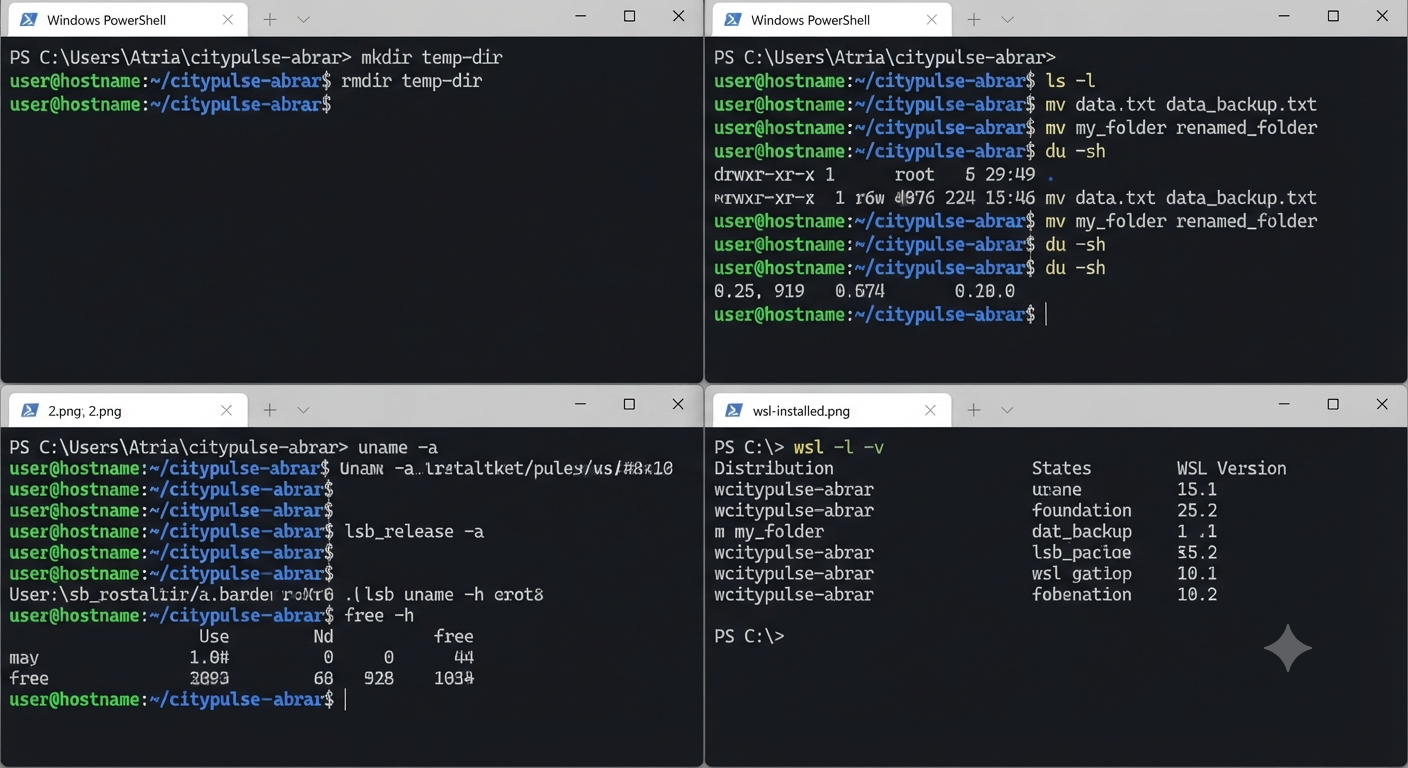 Windows PowerShell
PS C:\Users\Atria\citypulse-abrar> mkdir temp-dir
user@hostname:~/citypulse-abrar$ rmdir temp-dir
user@hostname:~/citypulse-abrar$
Windows PowerShell
PS C:\Users\Atria\citypulse-abrar>
user@hostname:~/citypulse-abrar$ ls -l
user@hostname:~/citypulse-abrar$ mv data.txt data_backup.txt
user@hostname:~/citypulse-abrar$ mv my_folder renamed_folder
user@hostname:~/citypulse-abrar$ du -sh
drwxr-xr-x 1 root 29:49 .
1 224 15:46 mv data.txt data_backup.txt
user@hostname:~/citypulse-abrar$ mv my_folder renamed_folder
user@hostname:~/citypulse-abrar$ du -sh
user@hostname:~/citypulse-abrar$ du -sh
0.25, 919 0.20.0
user@hostname:~/citypulse-abrar$
2.png, 2.png
PS C:\Users\Atria\citypulse-abrar> uname -a
user@hostname:~/citypulse-abrar$
user@hostname:~/citypulse-abrar$
user@hostname:~/citypulse-abrar$
user@hostname:~/citypulse-abrar$ lsb_release -a
user@hostname:~/citypulse-abrar$
user@hostname:~/citypulse-abrar$
uname -h
user@hostname:~/citypulse-abrar$ free -h
Use Nd free
may 1.0# 0 0 44
free 68 928
user@hostname:~/citypulse-abrar$
wsl-installed.png
PS C:\> wsl -l -v
Distribution States WSL Version
wcitypulse-abrar 15.1
wcitypulse-abrar foundation 25.2
m my_folder dat_backup
wcitypulse-abrar
wcitypulse-abrar wsl 10.1
wcitypulse-abrar fobenation 10.2
PS C:\>